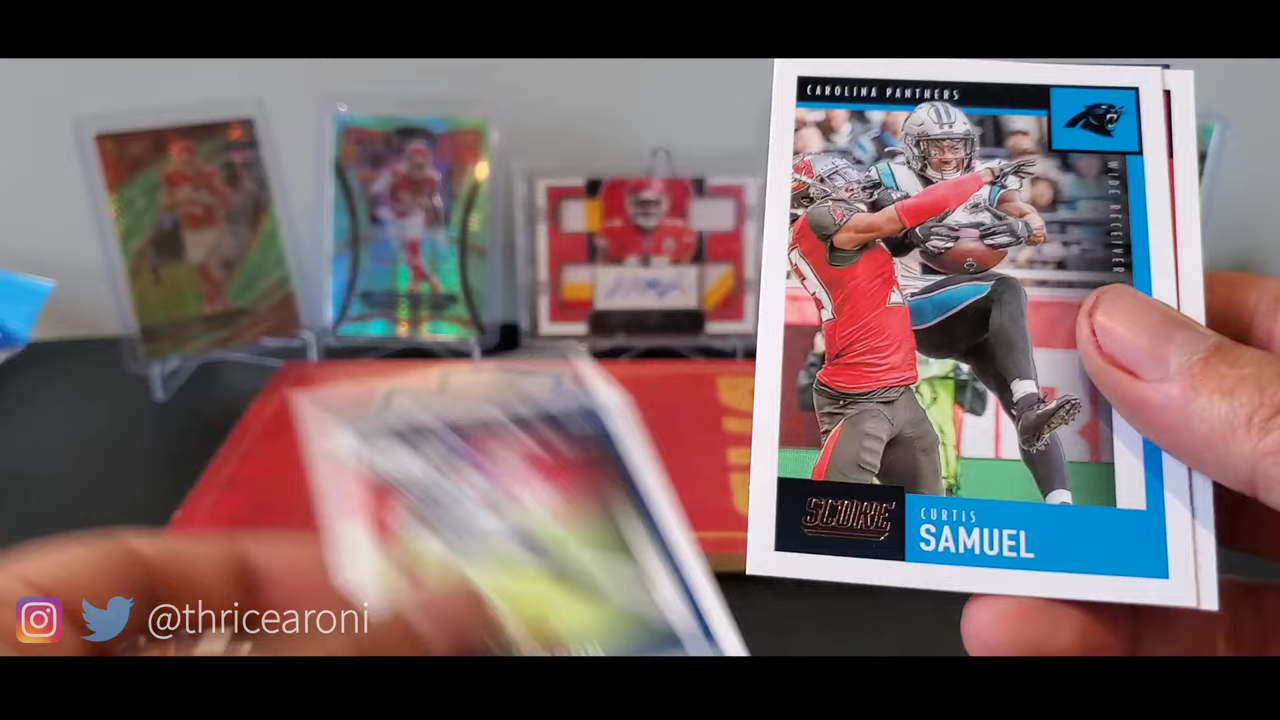 CAROLINA PANTHERS
WIDE RECEIVER
SCORE
CURTIS
SAMUEL
@thricearoni